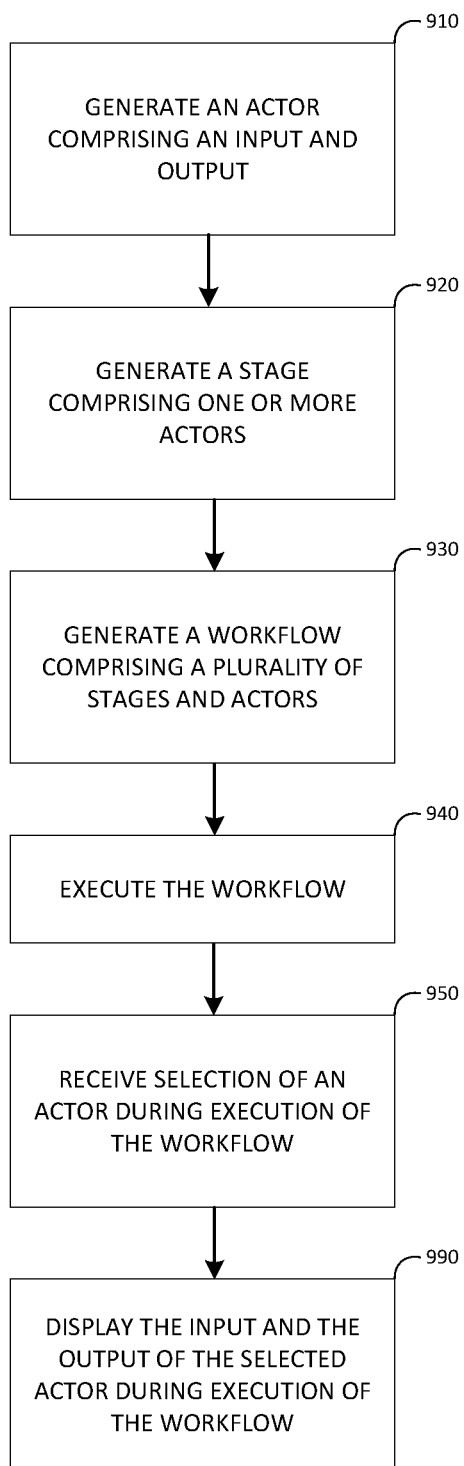 910
GENERATE AN ACTOR
COMPRISING AN INPUT AND
OUTPUT
920
GENERATE A STAGE
COMPRISING ONE OR MORE
ACTORS
930
GENERATE A WORKFLOW
COMPRISING A PLURALITY OF
STAGES AND ACTORS
940
EXECUTE THE WORKFLOW
950
RECEIVE SELECTION OF AN
ACTOR DURING EXECUTION OF
THE WORKFLOW
990
DISPLAY THE INPUT AND THE
OUTPUT OF THE SELECTED
ACTOR DURING EXECUTION OF
THE WORKFLOW